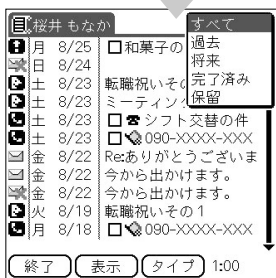 桜井 もなか
すべて
過去
将来
完了済み
保留
月 8/25 和菓子の
日 8/24
土 8/23 転職祝いその
土 8/23 ミーティン
土 8/23 シフト交替の件
土 8/23 090-XXXX-XXX
金 8/22 Re:ありがとうございま
金 8/22 今から出かけます。
金 8/22 今から出かけます。
火 8/19 転職祝いその1
月 8/18 090-XXXX-XXX
終了 表示 タイプ 1:00